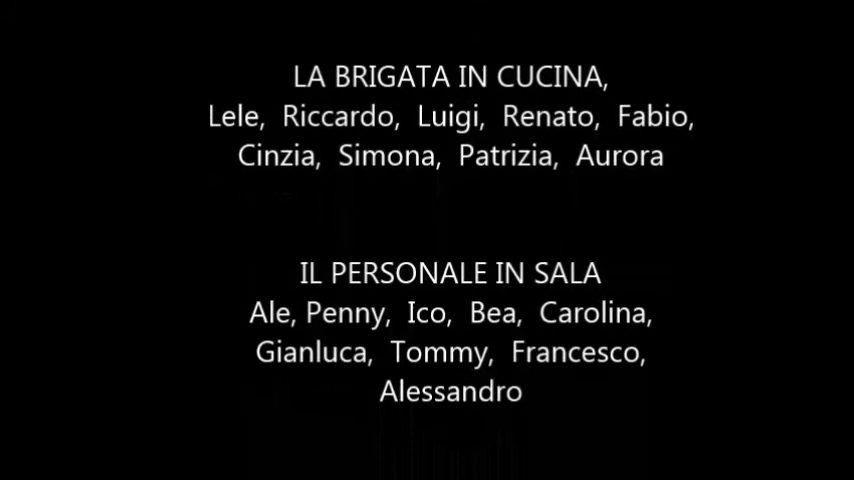 LA BRIGATA IN CUCINA,
Lele, Riccardo, Luigi, Renato, Fabio,
Cinzia, Simona, Patrizia, Aurora
IL PERSONALE IN SALA
Ale, Penny, Ico, Bea, Carolina,
Gianluca, Tommy, Francesco,
Alessandro